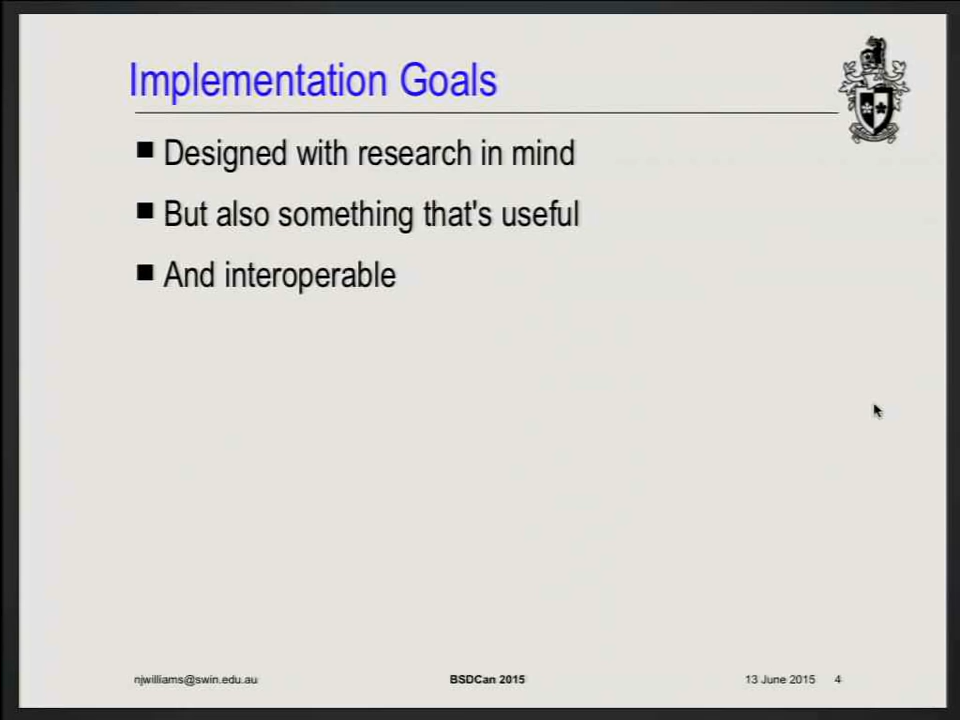 Implementation Goals
Designed with research in mind
But also something that's useful
And interoperable
njwilliams@swin.edu.au BSDCan 2015 13 June 2015 4